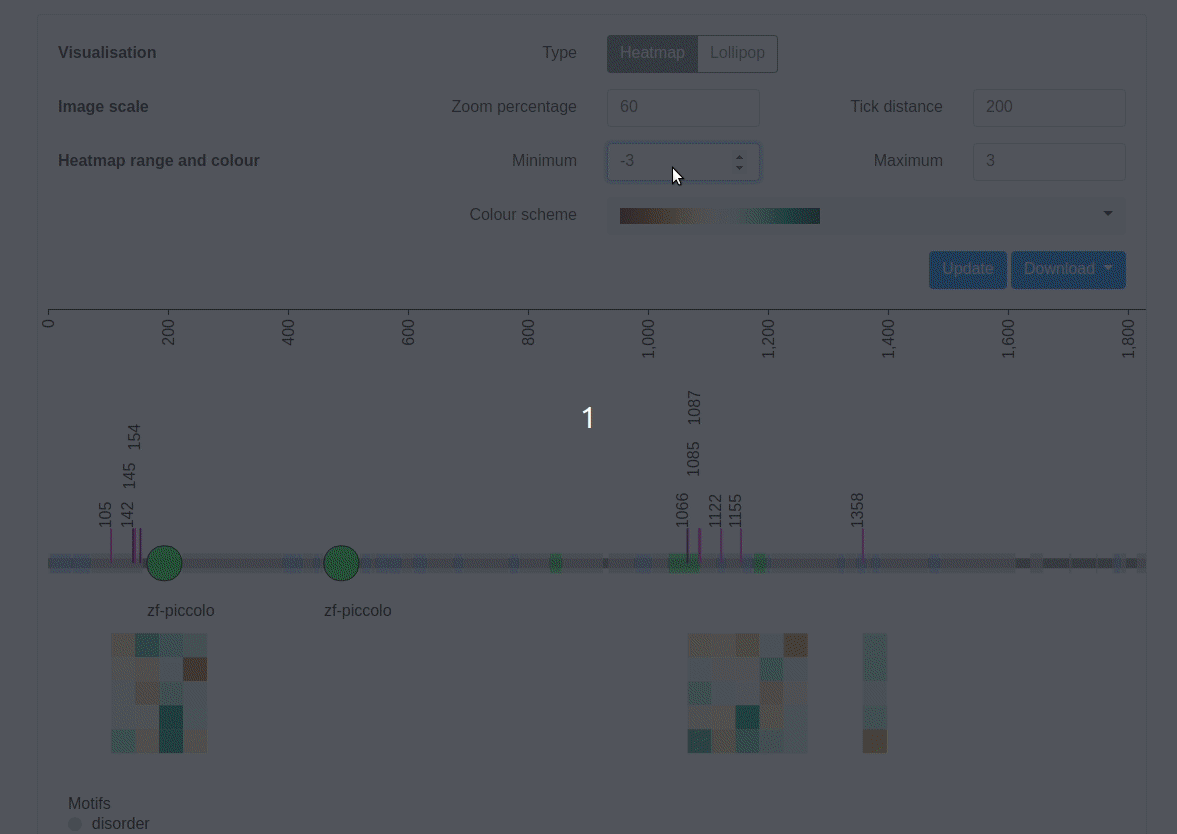 Visualisation Type Heatmap Lollipop
Image scale Zoom percentage 60 Tick distance 200
Heatmap range and colour Minimum -3 Maximum 3
Colour scheme
Update Download
0 200 400 600 800 1,000 1,200 1,400 1,600 1,800
1
105 142 145 154 1066 1085 1087 1122 1155 1358
zf-piccolo zf-piccolo
Motifs
disorder